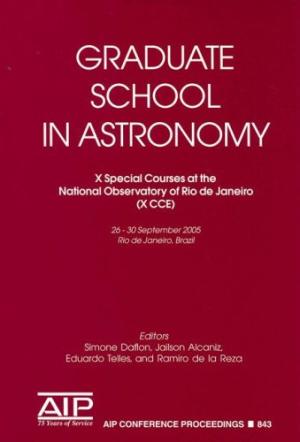 GRADUATE
SCHOOL
IN ASTRONOMY
X Special Courses at the
National Observatory of Rio de Janeiro
(X CCE)
26 - 30 September 2005
Rio de Janeiro, Brazil
Editors
Simone Daflon, Jailson Alcaniz,
Eduardo Telles, and Ramiro de la Reza
AIP
75 Years of Service
AIP CONFERENCE PROCEEDINGS ■ 843